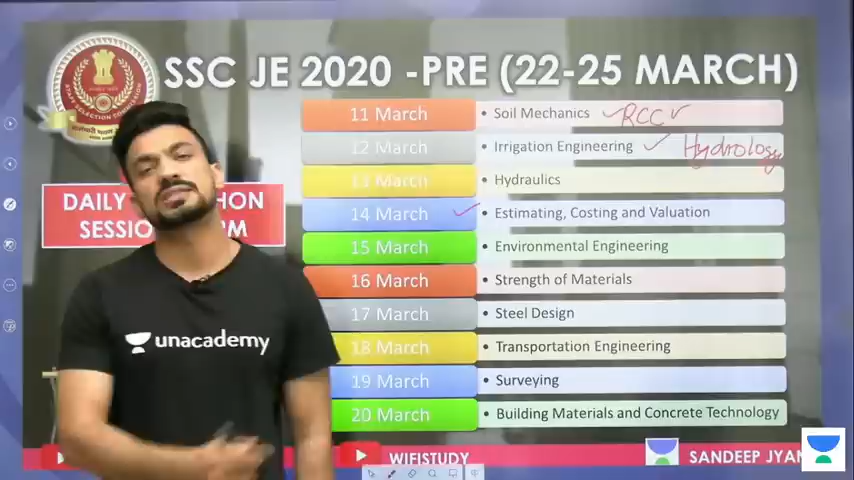 SSC JE 2020 -PRE (22-25 MARCH)
11 March
• Soil Mechanics ✓RCC✓
12 March
• Irrigation Engineering ✓ Hydrology
13 March
• Hydraulics
DAILY HON
SESSIO M
14 March ✓
• Estimating, Costing and Valuation
15 March
• Environmental Engineering
16 March
• Strength of Materials
17 March
• Steel Design
18 March
• Transportation Engineering
19 March
• Surveying
20 March
• Building Materials and Concrete Technology
unacademy
WIFISTUDY
SANDEEP JYAN